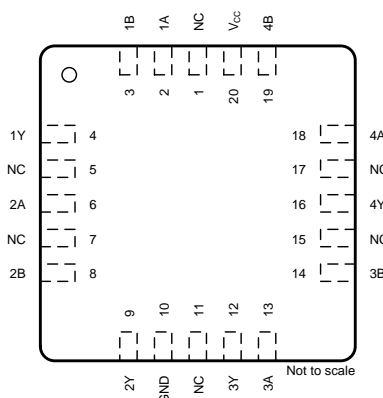 1B 1A NC VCC 4B
3 2 1 20 19
1Y 4 18 4A
NC 5 17 NC
2A 6 16 4Y
NC 7 15 NC
2B 8 14 3B
9 10 11 12 13
2Y GND NC 3Y 3A
Not to scale